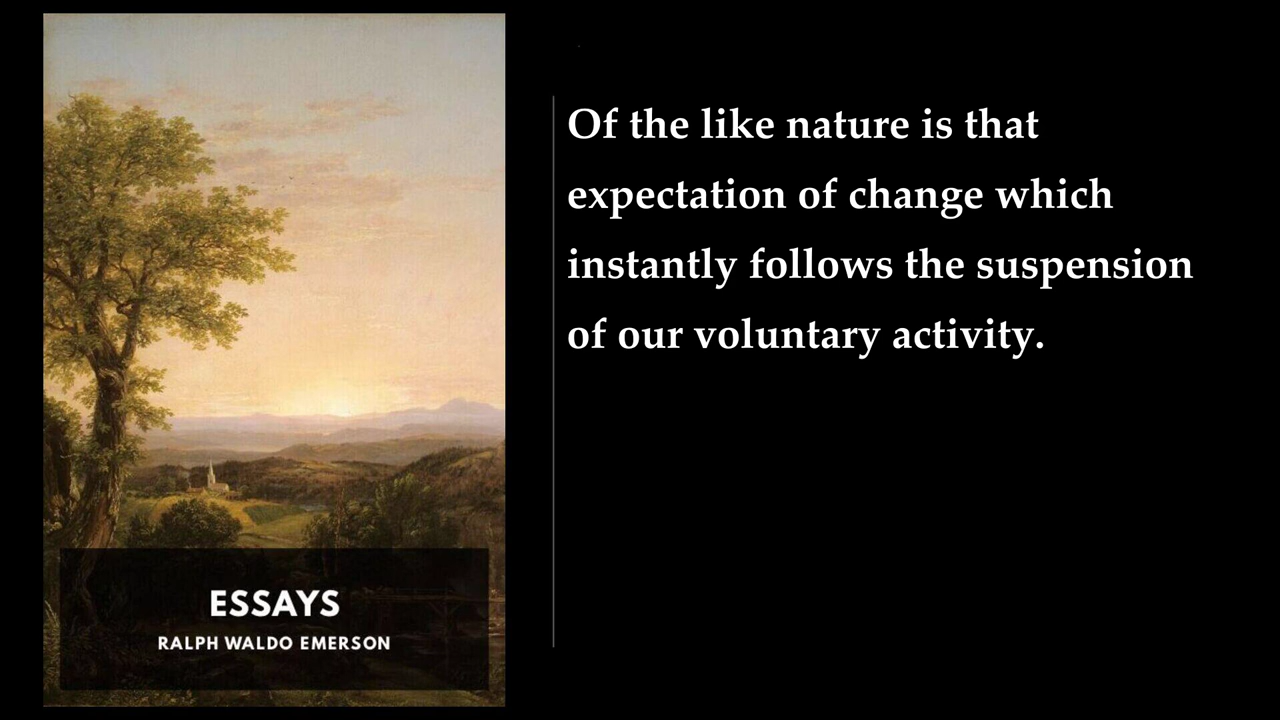 Of the like nature is that
expectation of change which
instantly follows the suspension
of our voluntary activity.
ESSAYS
RALPH WALDO EMERSON